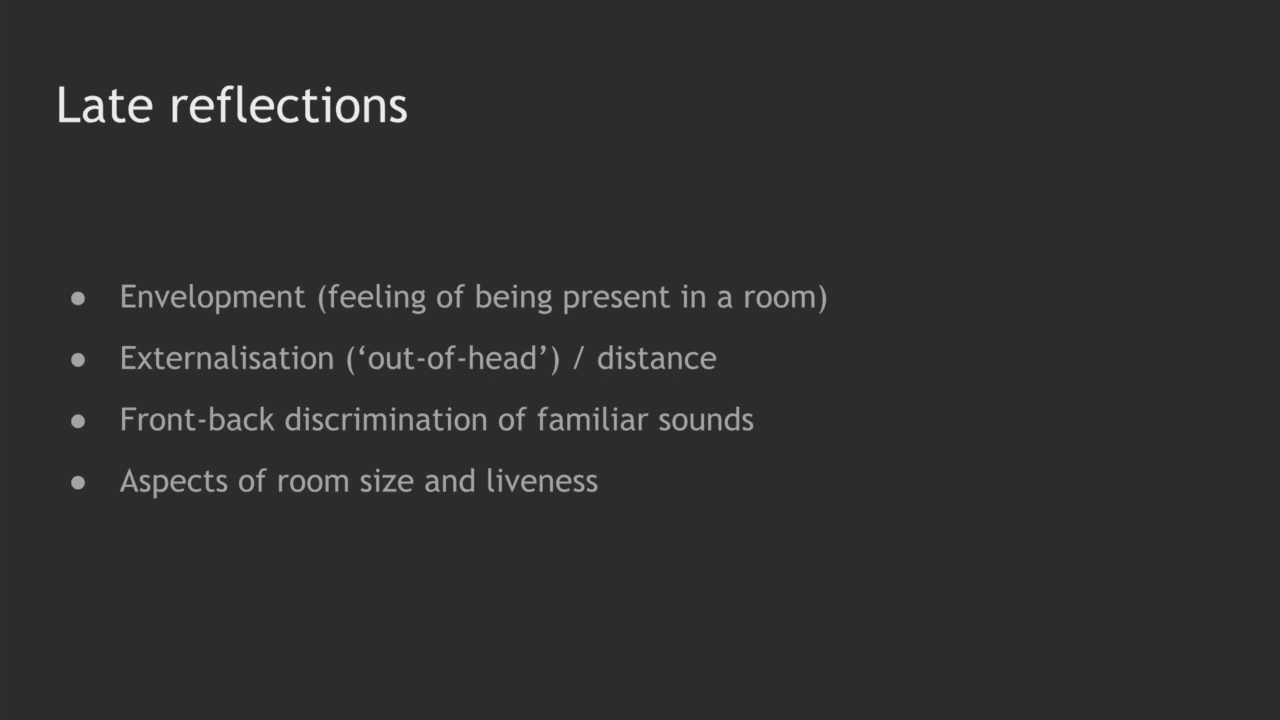 Late reflections
● Envelopment (feeling of being present in a room)
● Externalisation (‘out-of-head’) / distance
● Front-back discrimination of familiar sounds
● Aspects of room size and liveness